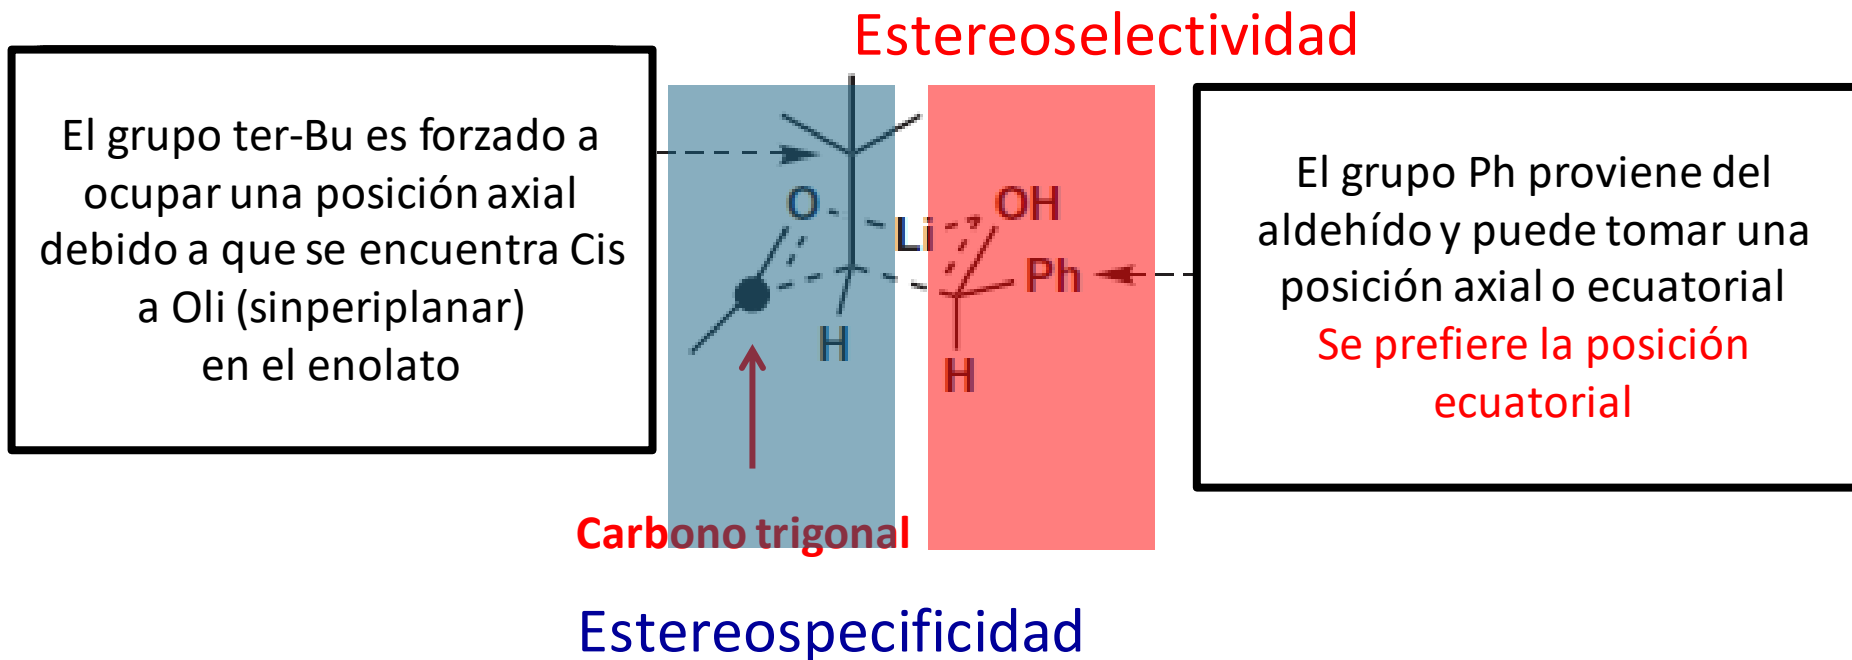 Estereoselectividad
El grupo ter-Bu es forzado a
ocupar una posición axial
debido a que se encuentra Cis
a Oli (sinperiplanar)
en el enolato
O
Li
OH
Ph
H
H
El grupo Ph proviene del
aldehído y puede tomar una
posición axial o ecuatorial
Se prefiere la posición
ecuatorial
Carbono trigonal
Estereospecificidad